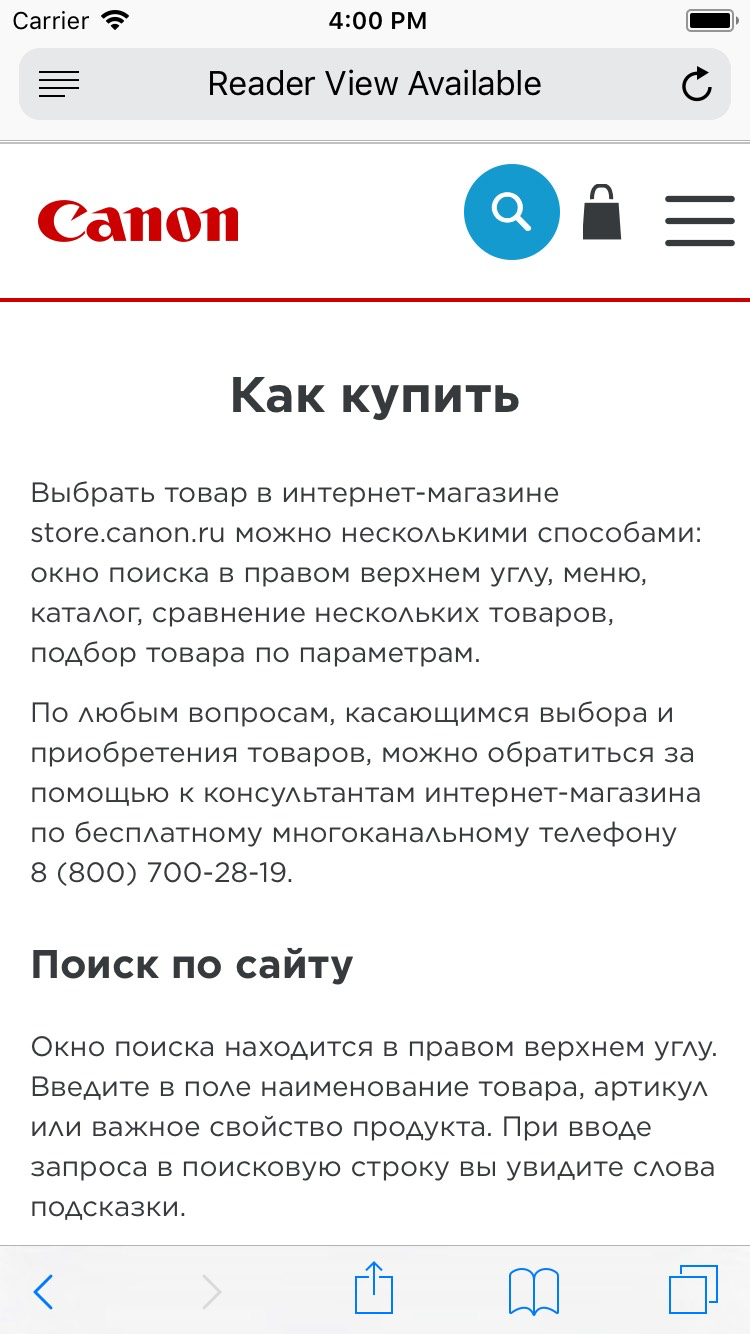 Carrier
4:00 PM
Reader View Available
Canon
Как купить
Выбрать товар в интернет-магазине
store.canon.ru можно несколькими способами:
окно поиска в правом верхнем углу, меню,
каталог, сравнение нескольких товаров,
подбор товара по параметрам.
По любым вопросам, касающимся выбора и
приобретения товаров, можно обратиться за
помощью к консультантам интернет-магазина
по бесплатному многоканальному телефону
8 (800) 700-28-19.
Поиск по сайту
Окно поиска находится в правом верхнем углу.
Введите в поле наименование товара, артикул
или важное свойство продукта. При вводе
запроса в поисковую строку вы увидите слова
подсказки.